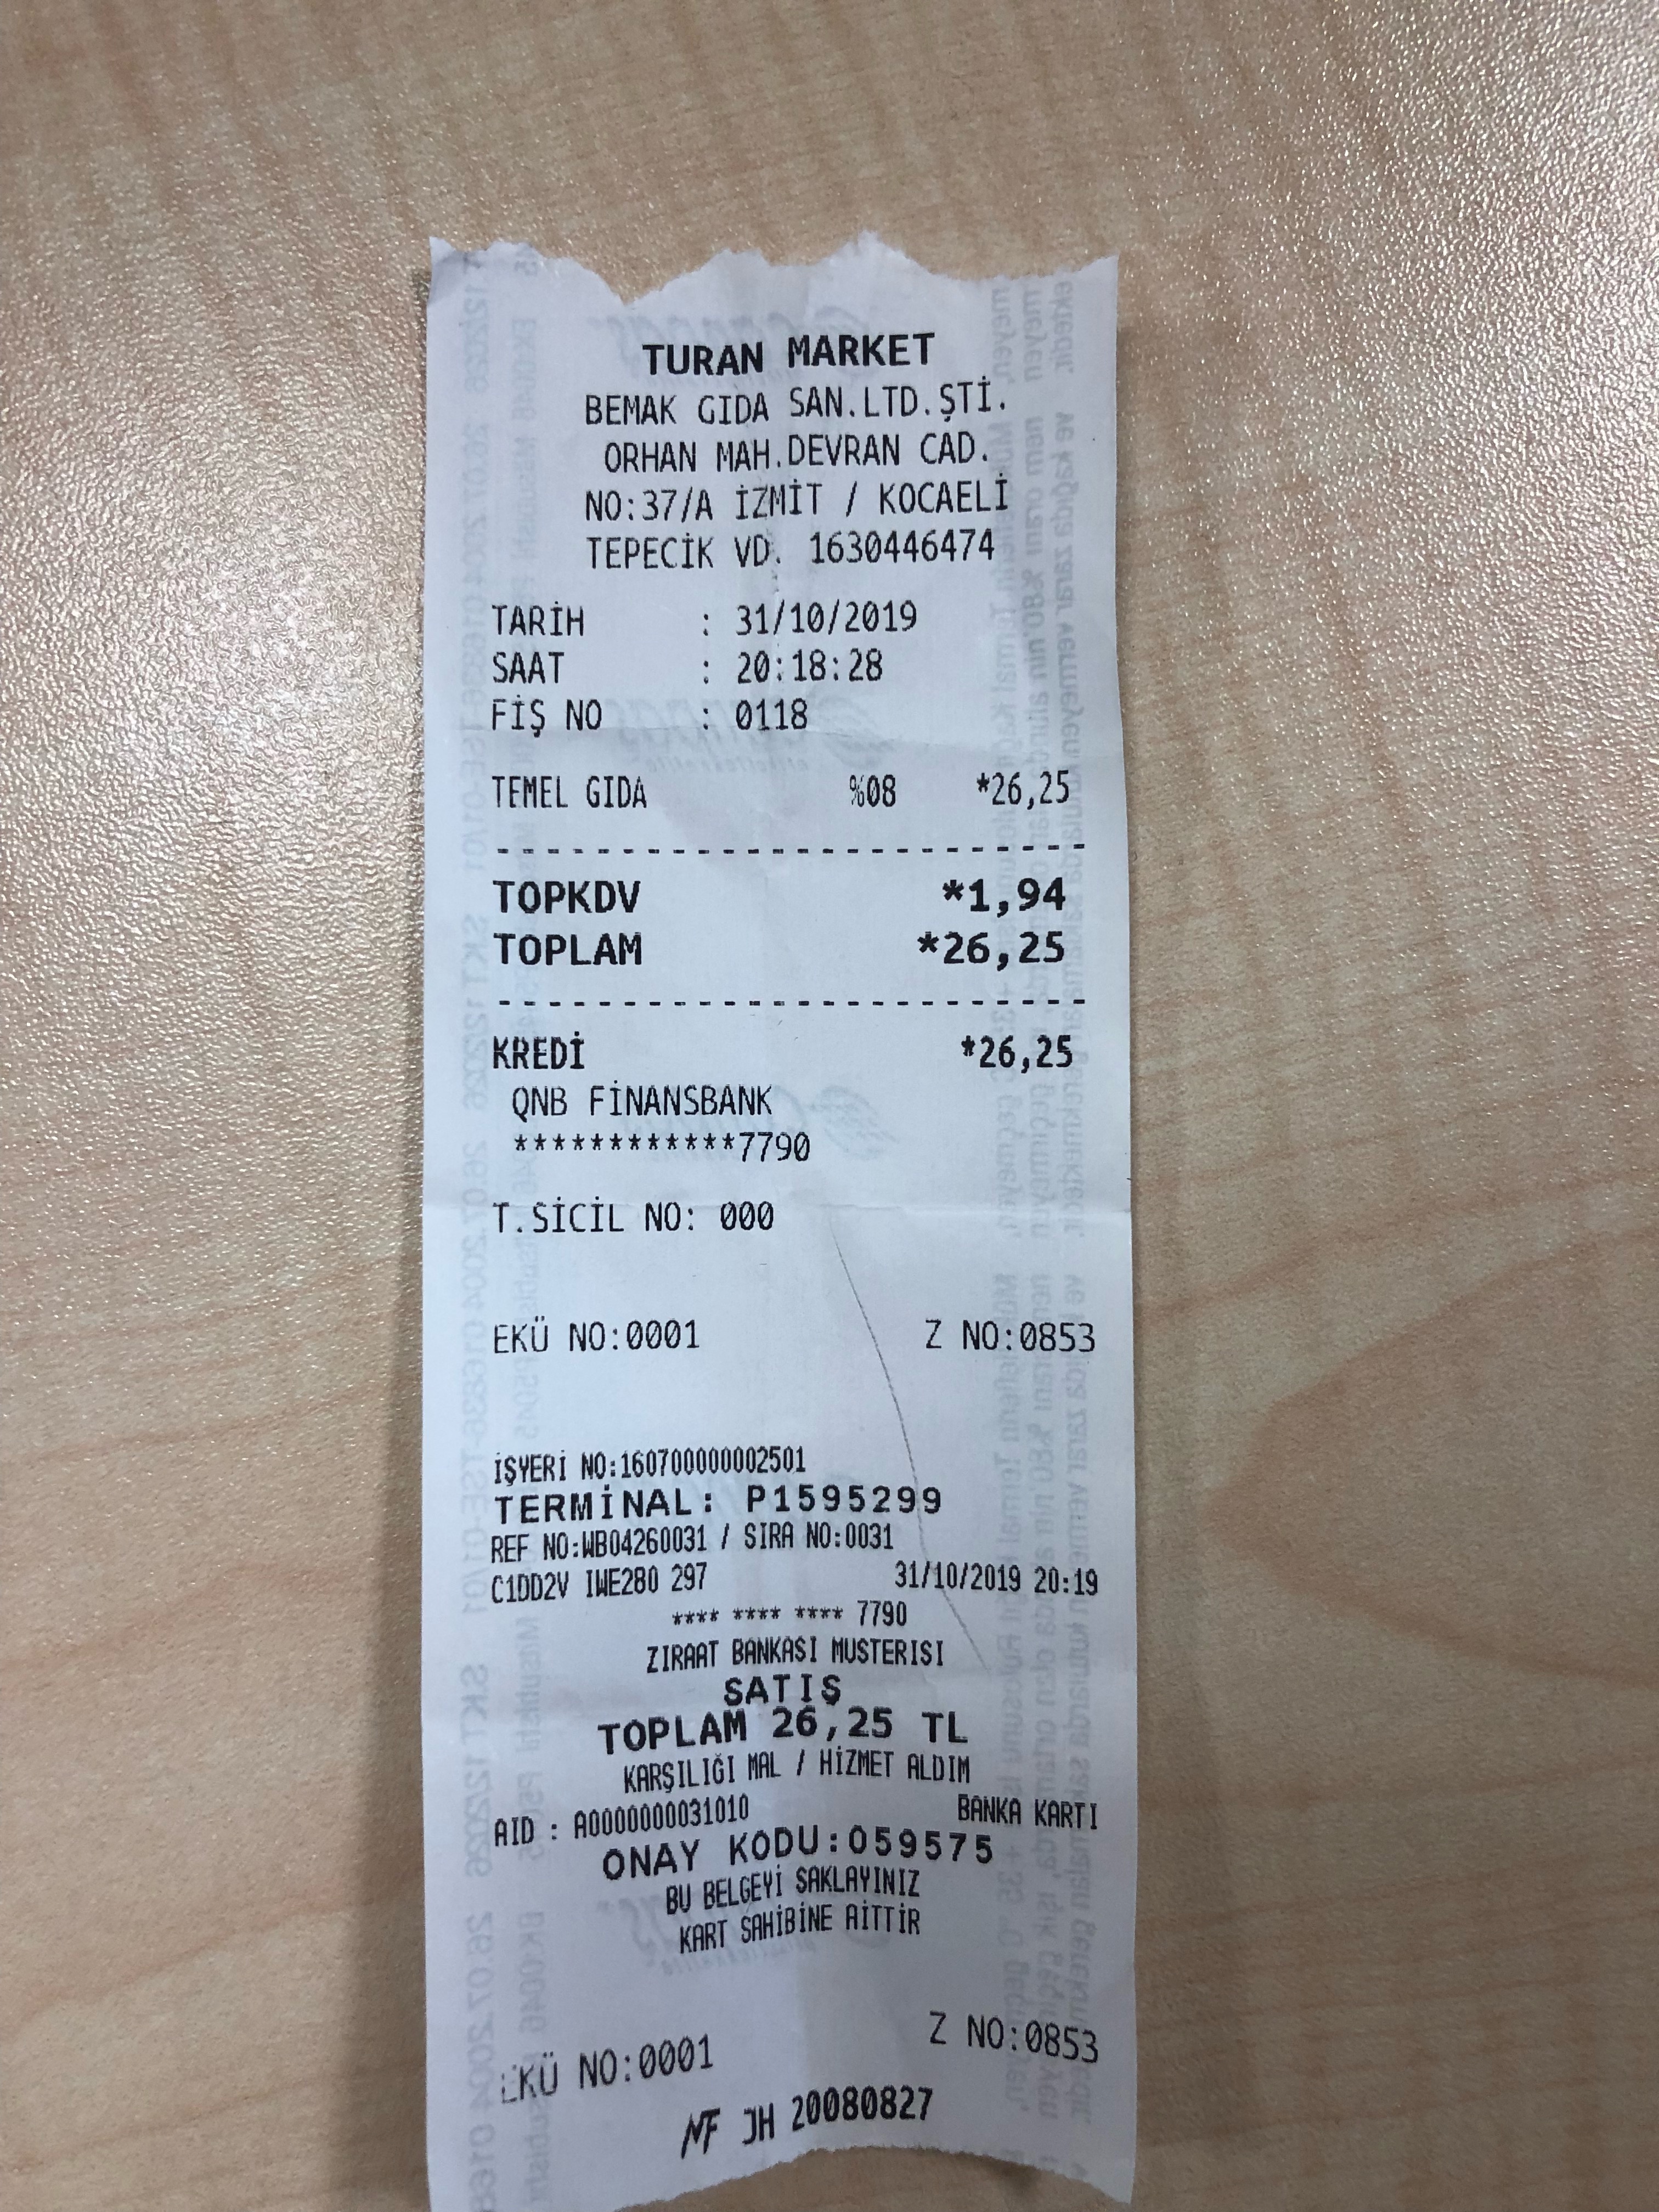 TURAN MARKET
BEMAK GIDA SAN.LTD.ŞTİ.
ORHAN MAH.DEVRAN CAD.
NO:37/A İZMİT / KOCAELİ
TEPECİK VD. 1630446474
TARİH : 31/10/2019
SAAT : 20:18:28
FİŞ NO : 0118
TEMEL GIDA %08 *26,25
TOPKDV *1,94
TOPLAM *26,25
KREDİ *26,25
QNB FİNANSBANK
************7790
T.SİCİL NO: 000
EKÜ NO:0001 Z NO:0853
İŞYERİ NO:160700000002501
TERMİNAL: P1595299
REF NO:WB04260031 / SIRA NO:0031
C1DD2V IWE280 297 31/10/2019 20:19
**** **** **** 7790
ZIRAAT BANKASI MUSTERISI
SATIŞ
TOPLAM 26,25 TL
KARŞILIĞI MAL / HİZMET ALDIM
AID : A0000000031010 BANKA KARTI
ONAY KODU:059575
BU BELGEYİ SAKLAYINIZ
KART SAHİBİNE AİTTİR
EKÜ NO:0001 Z NO:0853
MF JH 20080827